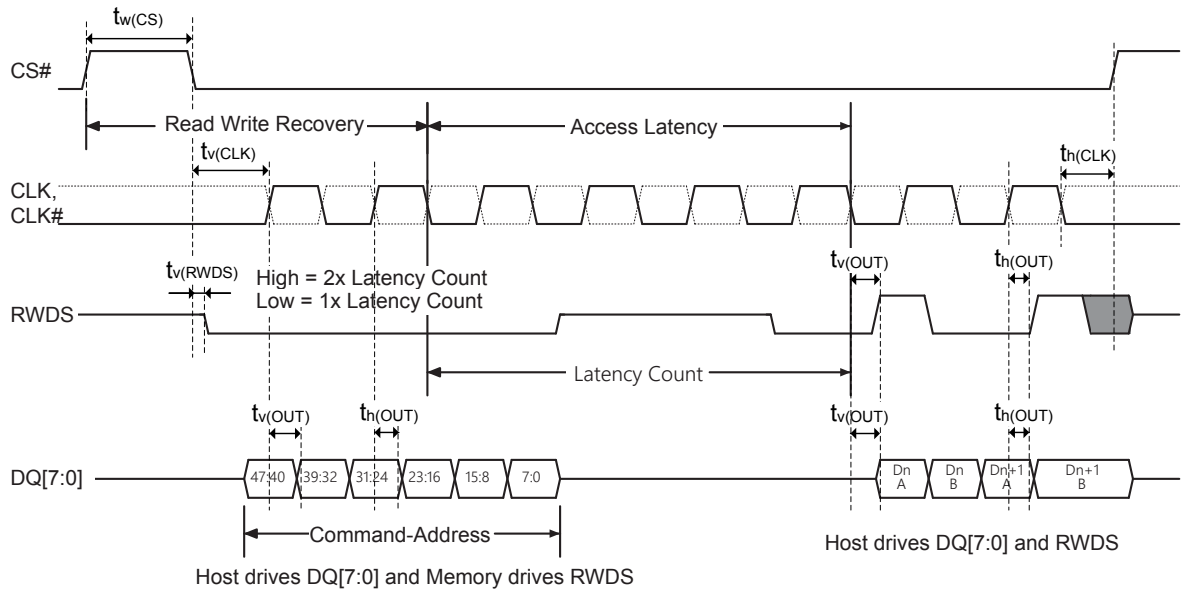 tw(CS)
CS#
Read Write Recovery
Access Latency
tv(CLK)
th(CLK)
CLK,
CLK#
tv(RWDS)
High = 2x Latency Count
Low = 1x Latency Count
tv(OUT)
th(OUT)
RWDS
Latency Count
tv(OUT)
th(OUT)
tv(OUT)
th(OUT)
DQ[7:0]
47:40
39:32
31:24
23:16
15:8
7:0
Dn
A
Dn
B
Dn+1
A
Dn+1
B
Command-Address
Host drives DQ[7:0] and RWDS
Host drives DQ[7:0] and Memory drives RWDS